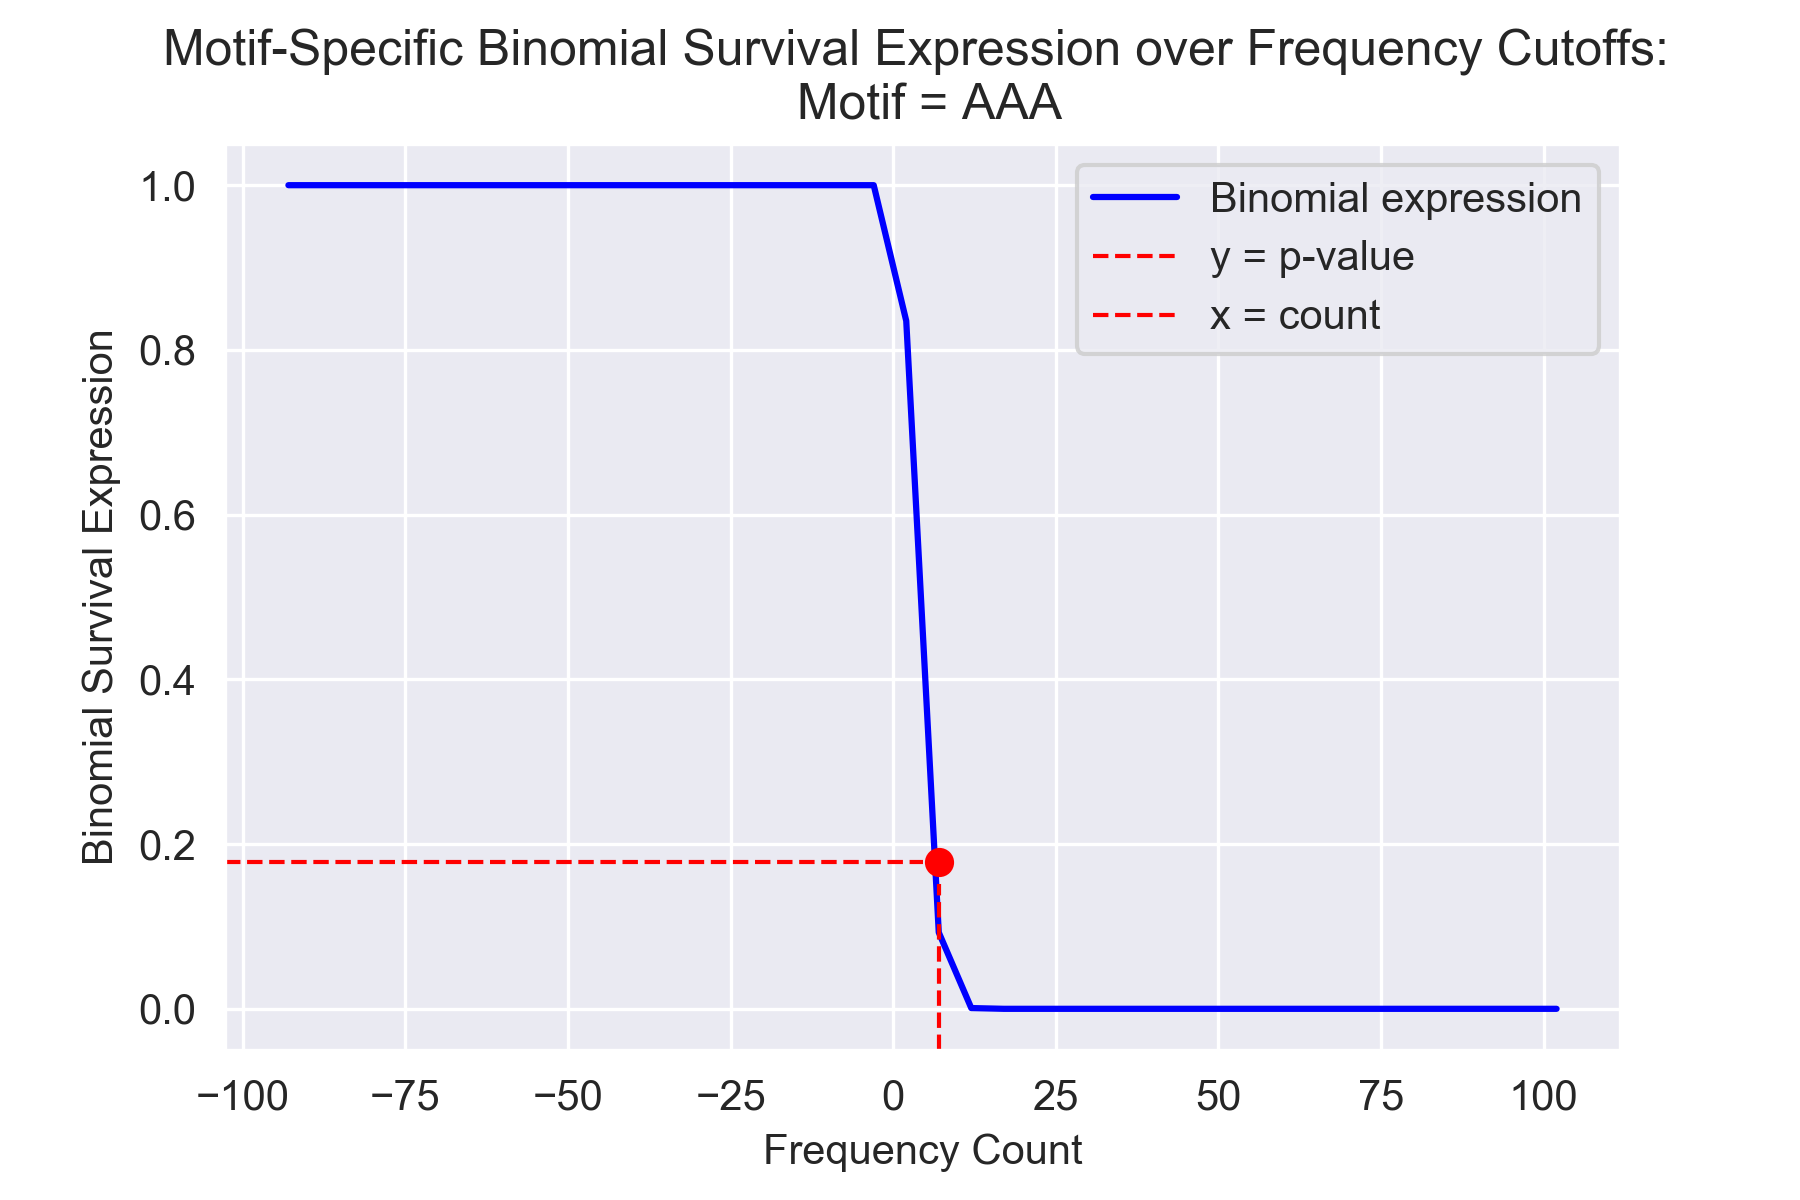 Motif-Specific Binomial Survival Expression over Frequency Cutoffs:
Motif = AAA
Binomial expression
y = p-value
x = count
Binomial Survival Expression
1.0
0.8
0.6
0.4
0.2
0.0
−100
−75
−50
−25
0
25
50
75
100
Frequency Count